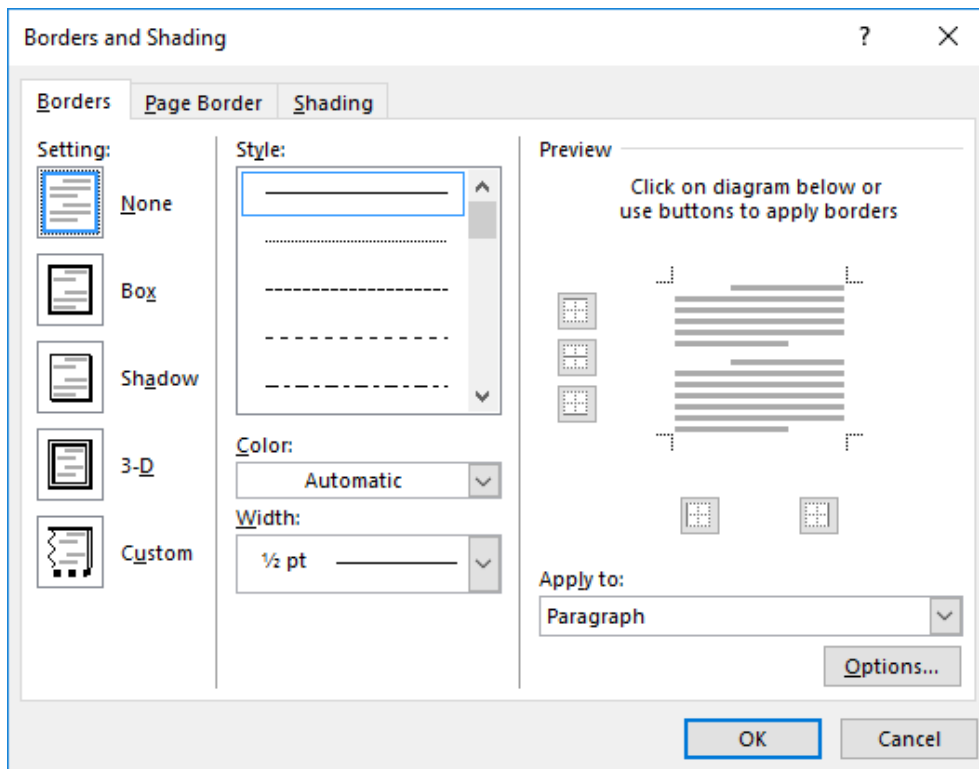 Borders and Shading
?
Borders
Page Border
Shading
Setting:
None
Box
Shadow
3-D
Custom
Style:
Color:
Automatic
Width:
½ pt
Preview
Click on diagram below or
use buttons to apply borders
Apply to:
Paragraph
Options...
OK
Cancel